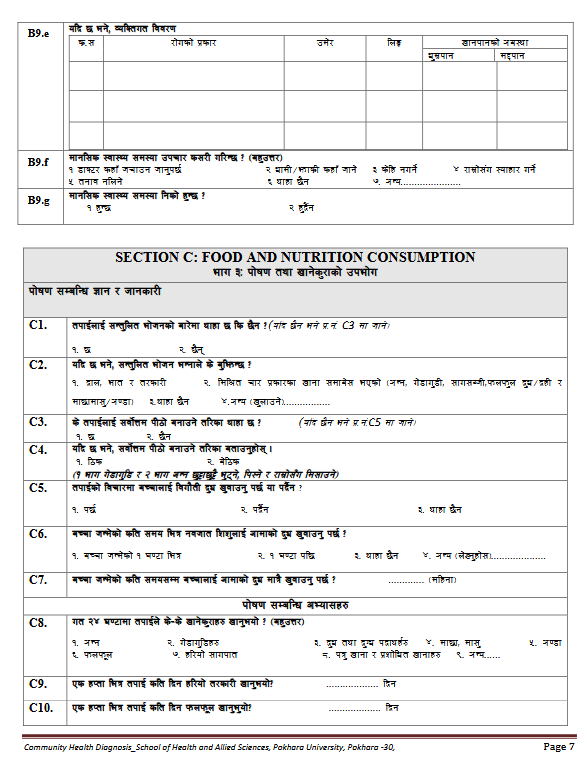 B9.e यदि छ भने, व्यक्तिगत विवरण
क.स रोगको प्रकार उमेर लिङ्ग खानपानको अवस्था
धुम्रपान मद्दपान
B9.f मानसिक स्वास्थ्य समस्या उपचार कसरी गरिन्छ ? (बहुउत्तर)
१ डाक्टर कहाँ जचाउन जानुपर्छ २ धामी/झाक्री कहाँ जाने ३ केहि नगर्ने ४ राम्रोसंग स्याहार गर्ने
५ तनाव नलिने ६ थाहा छैन ७. अन्य......................
B9.g मानसिक स्वास्थ्य समस्या निको हुन्छ ?
१ हुन्छ २ हुदैंन
SECTION C: FOOD AND NUTRITION CONSUMPTION
भाग ३: पोषण तथा खानेकुराको उपभोग
पोषण सम्बन्धि ज्ञान र जानकारी
C1. तपाईलाई सन्तुलित भोजनको बारेमा थाहा छ कि छैन ? (यदि छैन भने प्र.नं. C3 मा जाने)
१. छ २. छैन्
C2. यदि छ भने, सन्तुलित भोजन भन्नाले के बुझिन्छ ?
१. दाल, भात र तरकारी २. मिश्रित चार प्रकारका खाना समावेस भएको (अन्न, गेडागुडी, सागसब्जी,फलफुल दुध/दही र
माछामासु/अण्डा) ३.थाहा छैन ४.अन्य (खुलाउने).................
C3. के तपाईलाई सर्वोत्तम पीठो बनाउने तरिका थाहा छ ? (यदि छैन भने प्र.नं.C5 मा जाने)
१. छ २. छैन
C4. यदि छ भने, सर्वोत्तम पीठो बनाउने तरिका बताउनुहोस् ।
१. ठिक २. बेठिक
(१ भाग गेडागुडि र २ भाग अन्न छुट्टाछुट्टै भुट्ने, पिस्ने र राम्रोसँग मिसाउने)
C5. तपाईको विचारमा बच्चालाई बिगौती दुध खुवाउनु पर्छ या पर्दैन ?
१. पर्छ २. पर्दैन ३. थाहा छैन
C6. बच्चा जन्मेको कति समय भित्र नवजात शिशुलाई आमाको दुध खुवाउनु पर्छ ?
१. बच्चा जन्मेको १ घण्टा भित्र २. १ घण्टा पछि ३. थाहा छैन ४. अन्य (लेख्नुहोस)....................
C7. बच्चा जन्मेको कति समयसम्म बच्चालाई आमाको दुध मात्रै खुवाउनु पर्छ ? ............. (महिना)
पोषण सम्बन्धि अभ्यासहरु
C8. गत २४ घण्टामा तपाईले के-के खानेकुराहरु खानुभयो ? (बहुउत्तर)
१. अन्न २. गेडागुडिहरु ३. दुध तथा दुग्ध पदार्थहरु ४. माछा, मासु ५. अण्डा
६. फलफूल ७. हरियो सागपात ८. पत्रु खाना र प्रशोधित खानाहरु ९. अन्य......
C9. एक हप्ता भित्र तपाई कति दिन हरियो तरकारी खानुभयो? ................... दिन
C10. एक हप्ता भित्र तपाई कति दिन फलफूल खानुभयो? ................... दिन
Community Health Diagnosis_School of Health and Allied Sciences, Pokhara University, Pokhara -30, Page 7